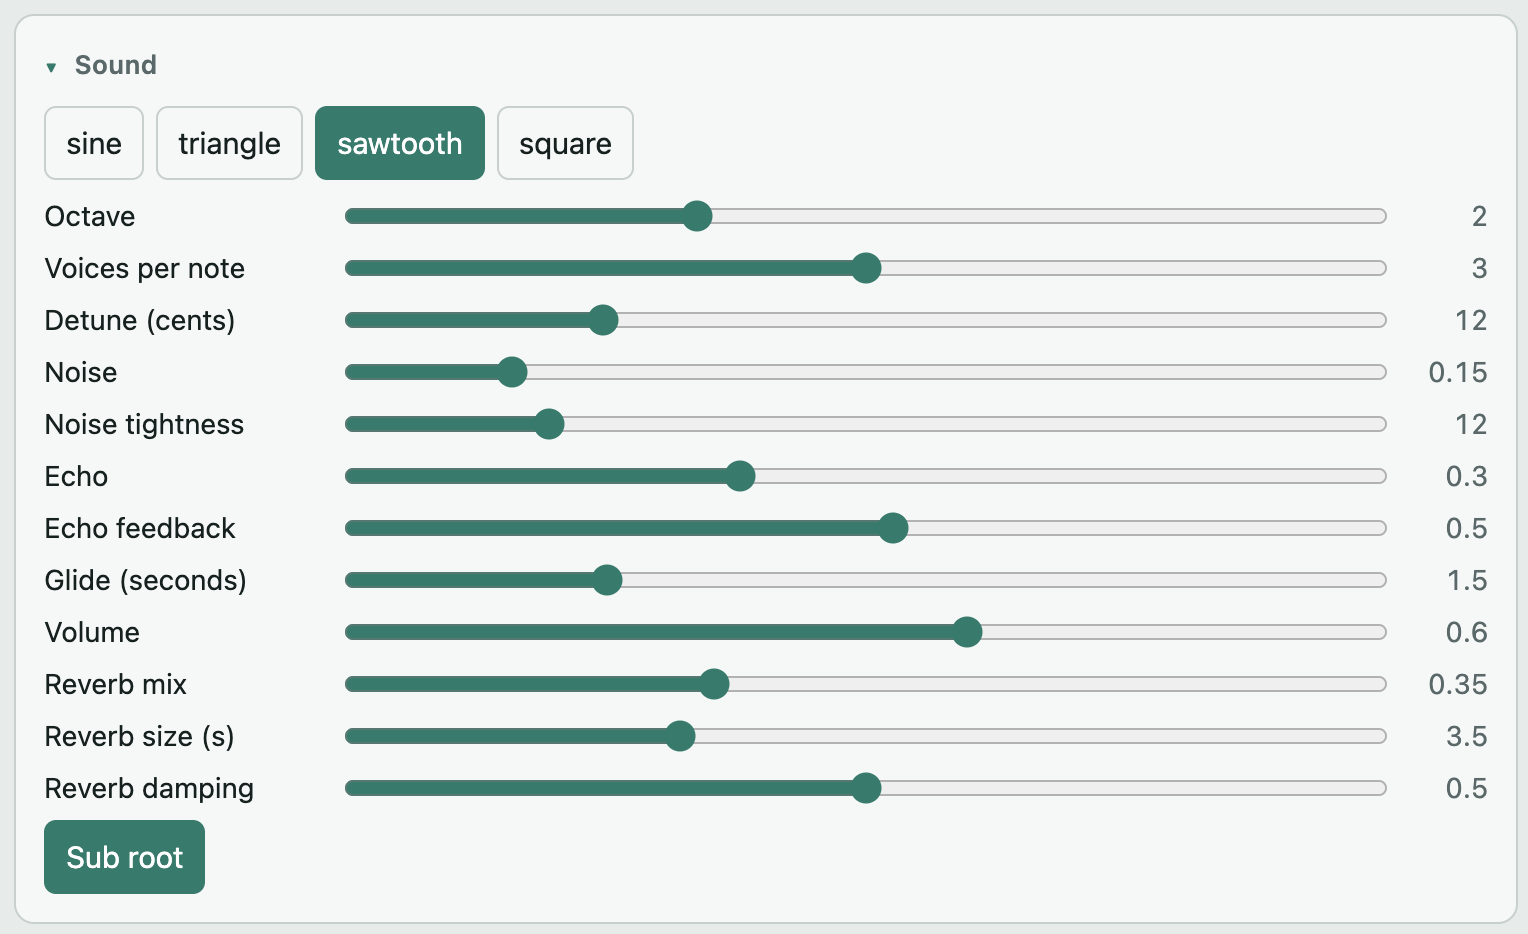 ▼ Sound
sine triangle sawtooth square
Octave 2
Voices per note 3
Detune (cents) 12
Noise 0.15
Noise tightness 12
Echo 0.3
Echo feedback 0.5
Glide (seconds) 1.5
Volume 0.6
Reverb mix 0.35
Reverb size (s) 3.5
Reverb damping 0.5
Sub root